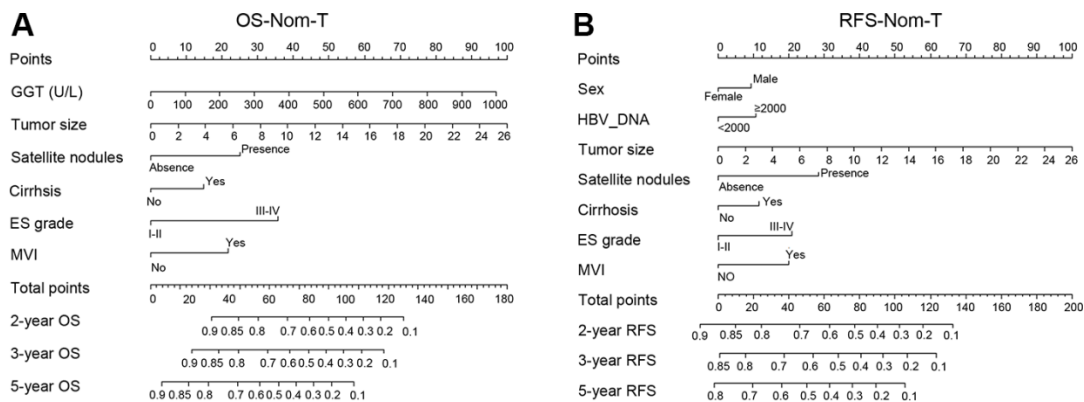 A
OS-Nom-T
0 10 20 30 40 50 60 70 80 90 100
Points
GGT (U/L)
0 100 200 300 400 500 600 700 800 900 1000
Tumor size
0 2 4 6 8 10 12 14 16 18 20 22 24 26
Satellite nodules
Presence
Absence
Cirrhsis
Yes
No
ES grade
III-IV
I-II
MVI
Yes
No
Total points
0 20 40 60 80 100 120 140 160 180
2-year OS
0.9 0.85 0.8 0.7 0.6 0.5 0.4 0.3 0.2 0.1
3-year OS
0.9 0.85 0.8 0.7 0.6 0.5 0.4 0.3 0.2 0.1
5-year OS
0.9 0.85 0.8 0.7 0.6 0.5 0.4 0.3 0.2 0.1
B
RFS-Nom-T
0 10 20 30 40 50 60 70 80 90 100
Points
Sex
Male
Female
HBV_DNA
≥2000
<2000
Tumor size
0 2 4 6 8 10 12 14 16 18 20 22 24 26
Satellite nodules
Presence
Absence
Cirrhosis
Yes
No
ES grade
III-IV
I-II
MVI
Yes
NO
Total points
0 20 40 60 80 100 120 140 160 180 200
2-year RFS
0.9 0.85 0.8 0.7 0.6 0.5 0.4 0.3 0.2 0.1
3-year RFS
0.85 0.8 0.7 0.6 0.5 0.4 0.3 0.2 0.1
5-year RFS
0.8 0.7 0.6 0.5 0.4 0.3 0.2 0.1